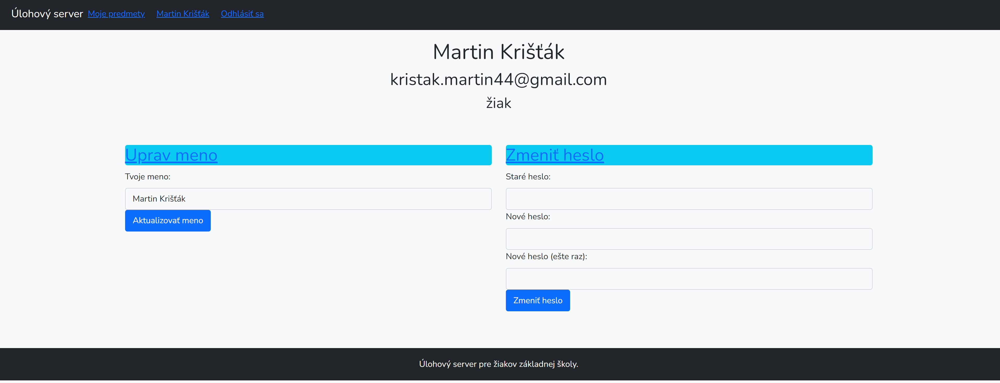 Úlohový server Moje predmety Martin Krišťák Odhlásiť sa
Martin Krišťák
kristak.martin44@gmail.com
žiak
Uprav meno
Tvoje meno:
Martin Krišťák
Aktualizovať meno
Zmeniť heslo
Staré heslo:
Nové heslo:
Nové heslo (ešte raz):
Zmeniť heslo
Úlohový server pre žiakov základnej školy.